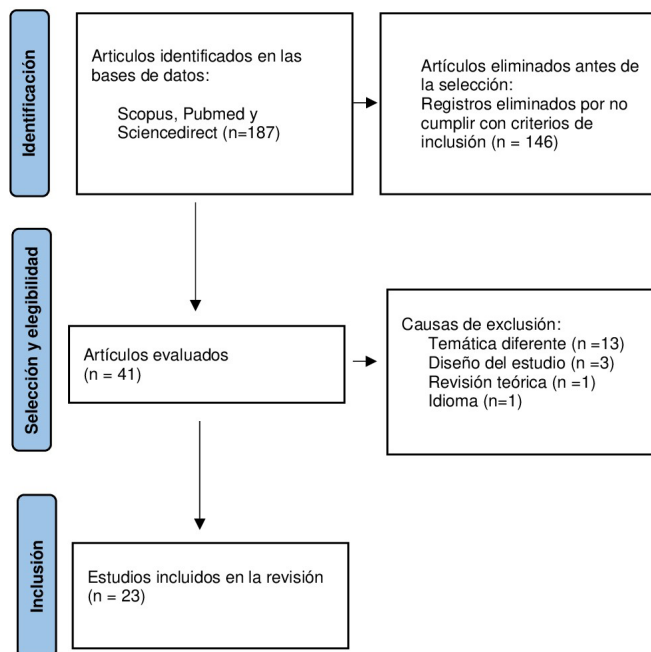 Identificación
Articulos identificados en las
bases de datos:
Scopus, Pubmed y
Sciencedirect (n=187)
Artículos eliminados antes de
la selección:
Registros eliminados por no
cumplir con criterios de
inclusión (n = 146)
Selección y elegibilidad
Artículos evaluados
(n = 41)
Causas de exclusión:
Temática diferente (n =13)
Diseño del estudio (n =3)
Revisión teórica (n =1)
Idioma (n=1)
Inclusión
Estudios incluidos en la revisión
(n = 23)